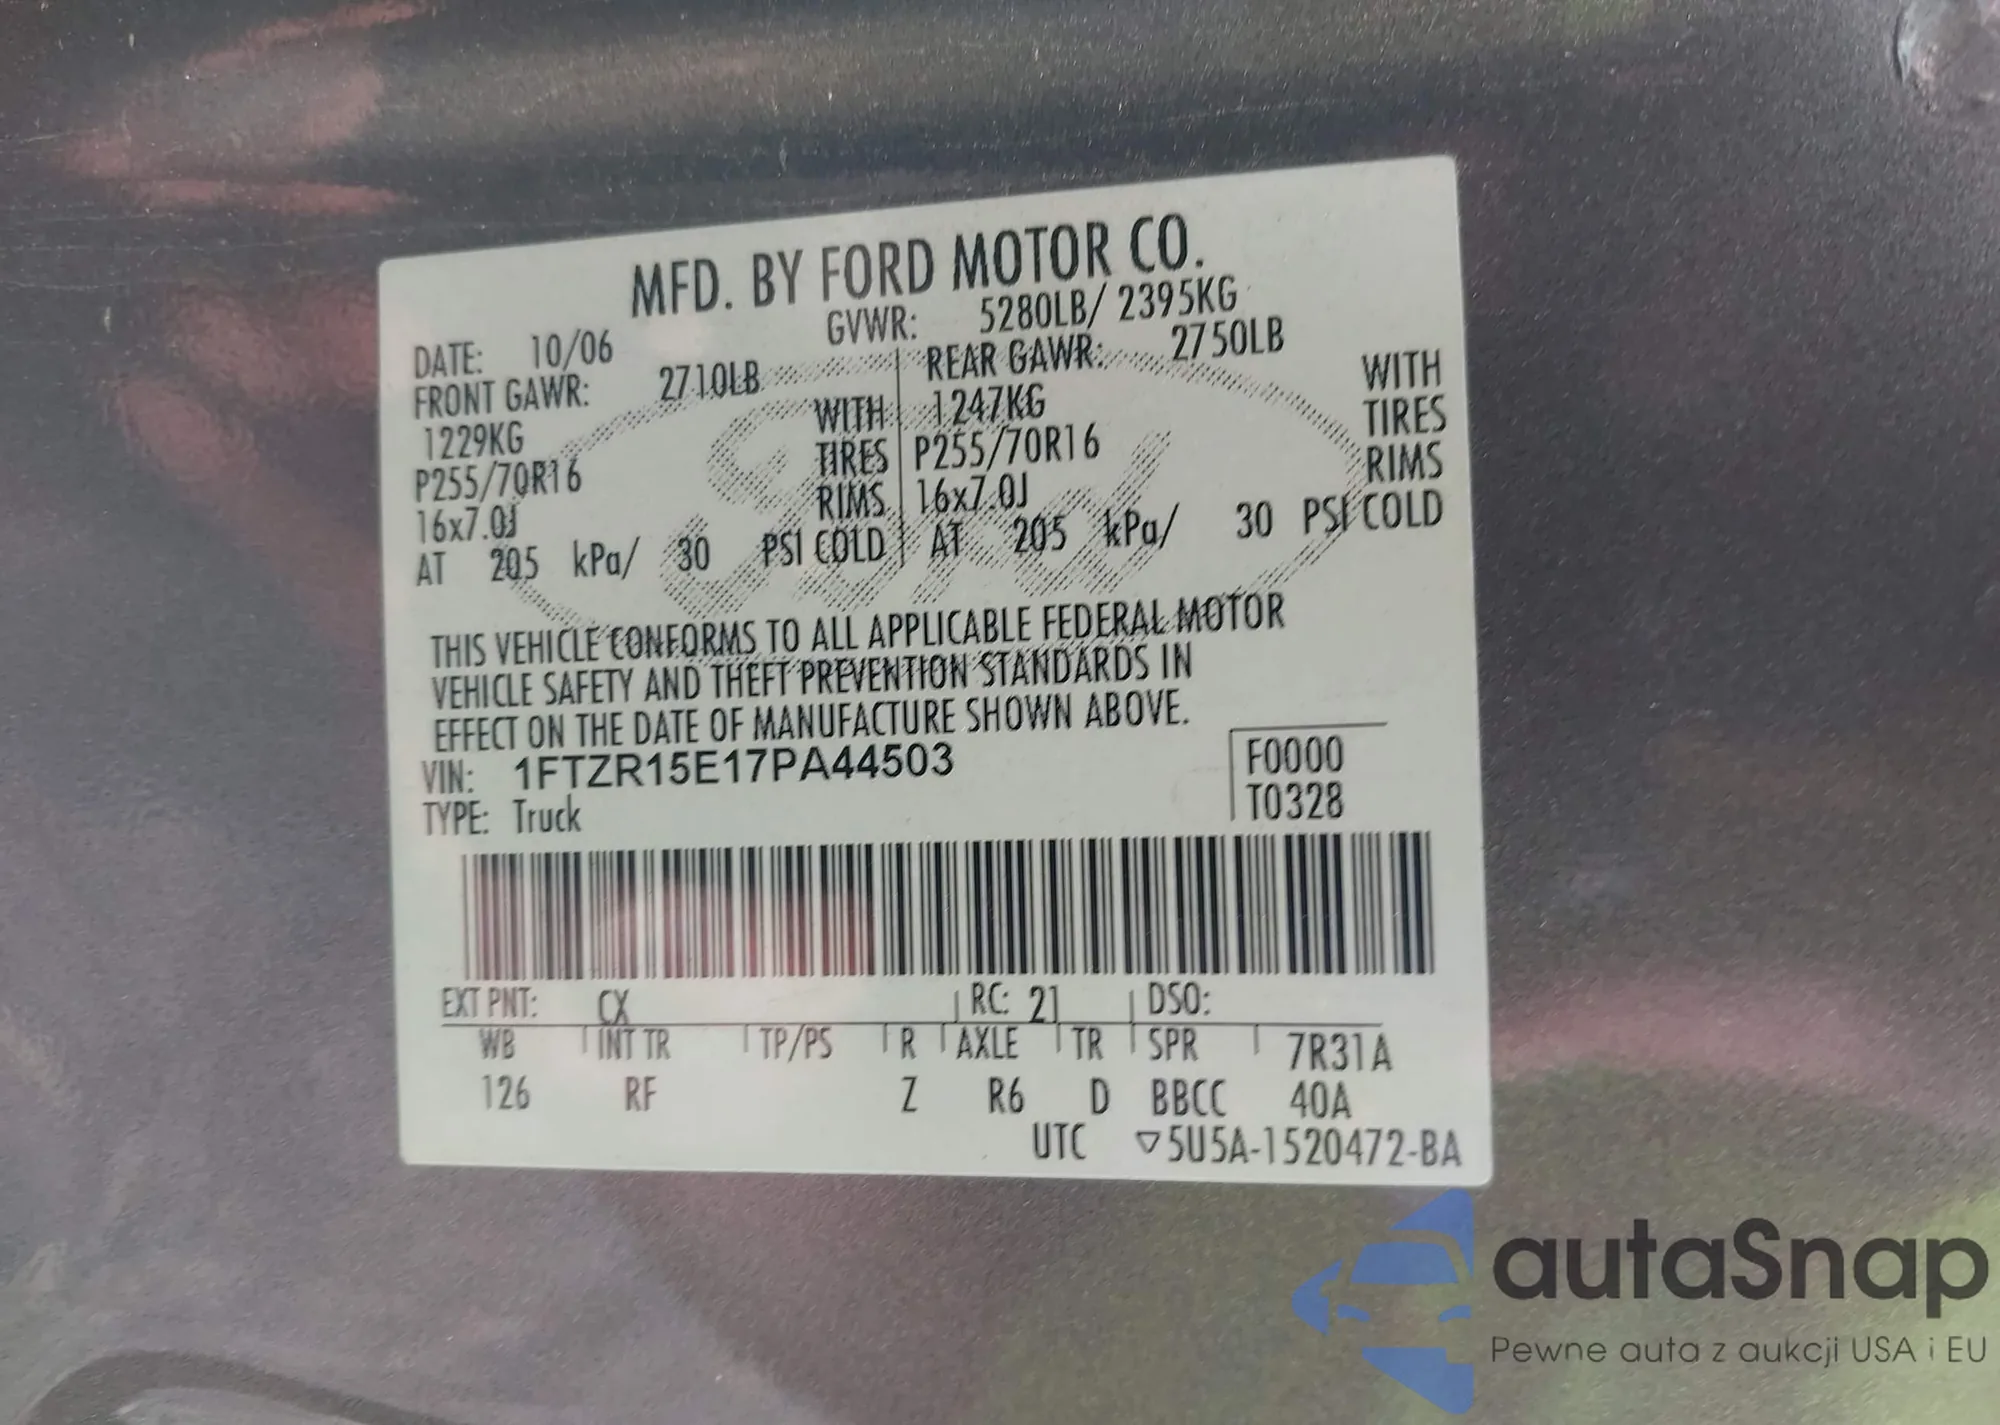 MFD. BY FORD MOTOR CO.
DATE: 10/06 GVWR: 5280LB/ 2395KG
FRONT GAWR: 2710LB REAR GAWR: 2750LB
1229KG WITH 1247KG WITH
P255/70R16 TIRES P255/70R16 TIRES
16x7.0J RIMS 16x7.0J RIMS
AT 205 kPa/ 30 PSI COLD AT 205 kPa/ 30 PSI COLD
THIS VEHICLE CONFORMS TO ALL APPLICABLE FEDERAL MOTOR
VEHICLE SAFETY AND THEFT PREVENTION STANDARDS IN
EFFECT ON THE DATE OF MANUFACTURE SHOWN ABOVE.
VIN: 1FTZR15E17PA44503 F0000
TYPE: Truck T0328
EXT PNT: CX RC: 21 DSO:
WB INT TR TP/PS R AXLE TR SPR 7R31A
126 RF Z R6 D BBCC 40A
UTC ▽5U5A-1520472-BA
autaSnap
Pewne auta z aukcji USA i EU